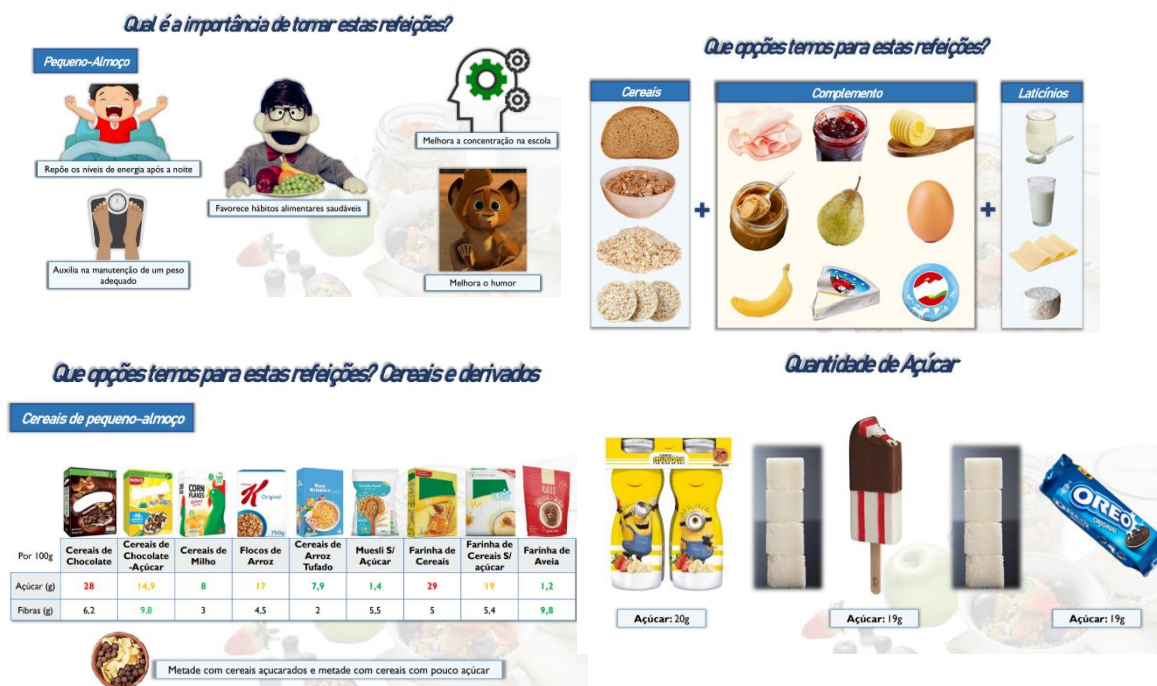 Qual é a importância de tomar estas refeições?
Pequeno-Almoço
Repõe os níveis de energia após a noite
Auxilia na manutenção de um peso
adequado
Favorece hábitos alimentares saudáveis
Melhora a concentração na escola
Melhora o humor
Que opções temos para estas refeições?
Cereais
Complemento
Laticínios
+
+
Que opções temos para estas refeições? Cereais e derivados
Cereais de pequeno-almoço
NOVO
CORN
FLAKES
K
Original
750g
Por 100g Cereais de Chocolate Cereais de Chocolate -Açucar Cereais de Milho Flocos de Arroz Cereais de Arroz Tufado Muesli S/ Açúcar Farinha de Cereais Farinha de Cereais S/ açúcar Farinha de Aveia
Açúcar (g) 28 14,9 8 17 7,9 1,4 29 19 1,2
Fibras (g) 6,2 9,8 3 4,5 2 5,5 5 5,4 9,8
Metade com cereais açucarados e metade com cereais com pouco açúcar
Quantidade de Açúcar
minions
OREO
ORIGINAL
Açúcar: 20g
Açúcar: 19g
Açúcar: 19g